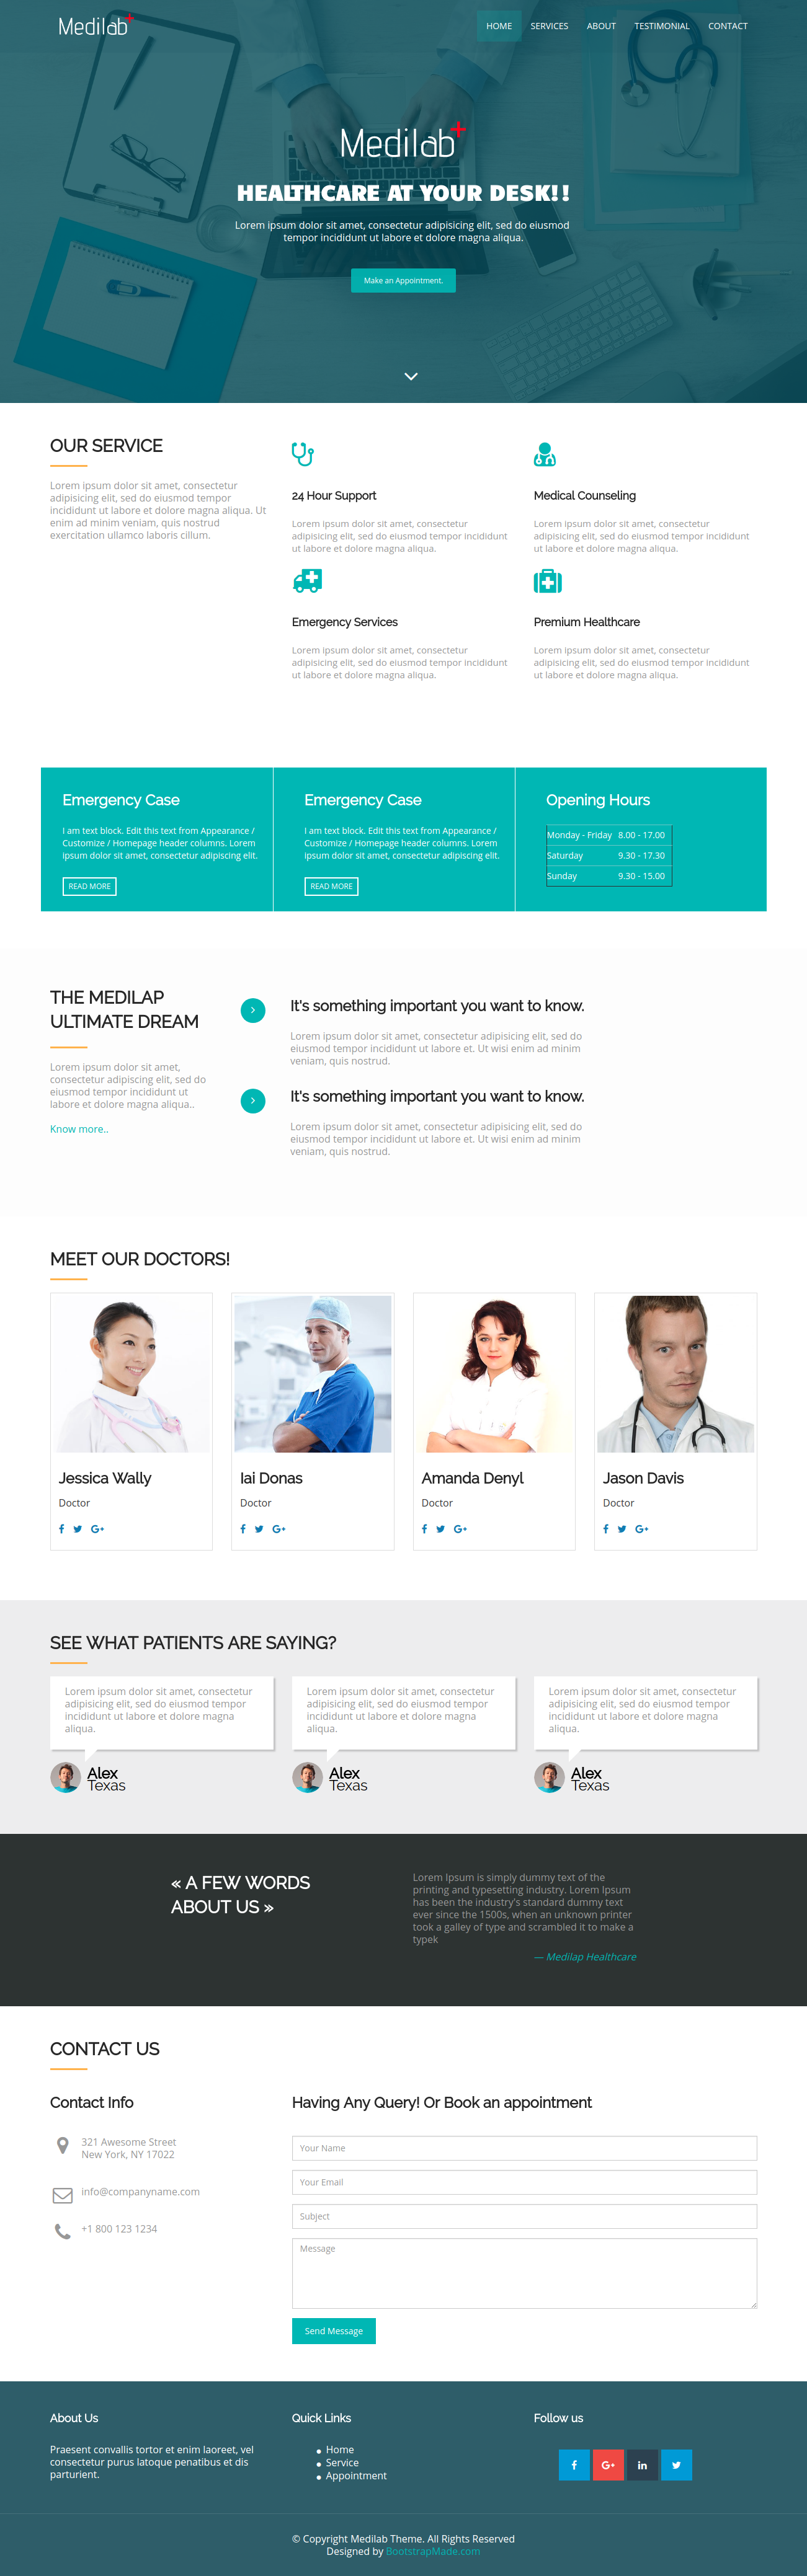 Medilab+
HOME SERVICES ABOUT TESTIMONIAL CONTACT
Medilab+
HEALTHCARE AT YOUR DESK!!
Lorem ipsum dolor sit amet, consectetur adipisicing elit, sed do eiusmod
tempor incididunt ut labore et dolore magna aliqua.
Make an Appointment.
OUR SERVICE
Lorem ipsum dolor sit amet, consectetur
adipisicing elit, sed do eiusmod tempor
incididunt ut labore et dolore magna aliqua. Ut
enim ad minim veniam, quis nostrud
exercitation ullamco laboris cillum.
24 Hour Support
Lorem ipsum dolor sit amet, consectetur
adipisicing elit, sed do eiusmod tempor incididunt
ut labore et dolore magna aliqua.
Medical Counseling
Lorem ipsum dolor sit amet, consectetur
adipisicing elit, sed do eiusmod tempor incididunt
ut labore et dolore magna aliqua.
Emergency Services
Lorem ipsum dolor sit amet, consectetur
adipisicing elit, sed do eiusmod tempor incididunt
ut labore et dolore magna aliqua.
Premium Healthcare
Lorem ipsum dolor sit amet, consectetur
adipisicing elit, sed do eiusmod tempor incididunt
ut labore et dolore magna aliqua.
Emergency Case
I am text block. Edit this text from Appearance /
Customize / Homepage header columns. Lorem
ipsum dolor sit amet, consectetur adipiscing elit.
READ MORE
Emergency Case
I am text block. Edit this text from Appearance /
Customize / Homepage header columns. Lorem
ipsum dolor sit amet, consectetur adipiscing elit.
READ MORE
Opening Hours
Monday - Friday 8.00 - 17.00
Saturday 9.30 - 17.30
Sunday 9.30 - 15.00
THE MEDILAP
ULTIMATE DREAM
Lorem ipsum dolor sit amet,
consectetur adipiscing elit, sed do
eiusmod tempor incididunt ut
labore et dolore magna aliqua..
Know more..
It's something important you want to know.
Lorem ipsum dolor sit amet, consectetur adipisicing elit, sed do
eiusmod tempor incididunt ut labore et. Ut wisi enim ad minim
veniam, quis nostrud.
It's something important you want to know.
Lorem ipsum dolor sit amet, consectetur adipisicing elit, sed do
eiusmod tempor incididunt ut labore et. Ut wisi enim ad minim
veniam, quis nostrud.
MEET OUR DOCTORS!
Jessica Wally
Doctor
Iai Donas
Doctor
Amanda Denyl
Doctor
Jason Davis
Doctor
SEE WHAT PATIENTS ARE SAYING?
Lorem ipsum dolor sit amet, consectetur
adipisicing elit, sed do eiusmod tempor
incididunt ut labore et dolore magna
aliqua.
Alex
Texas
Lorem ipsum dolor sit amet, consectetur
adipisicing elit, sed do eiusmod tempor
incididunt ut labore et dolore magna
aliqua.
Alex
Texas
Lorem ipsum dolor sit amet, consectetur
adipisicing elit, sed do eiusmod tempor
incididunt ut labore et dolore magna
aliqua.
Alex
Texas
« A FEW WORDS
ABOUT US »
Lorem Ipsum is simply dummy text of the
printing and typesetting industry. Lorem Ipsum
has been the industry's standard dummy text
ever since the 1500s, when an unknown printer
took a galley of type and scrambled it to make a
typek
— Medilap Healthcare
CONTACT US
Contact Info
321 Awesome Street
New York, NY 17022
info@companyname.com
+1 800 123 1234
Having Any Query! Or Book an appointment
Your Name
Your Email
Subject
Message
Send Message
About Us
Praesent convallis tortor et enim laoreet, vel
consectetur purus latoque penatibus et dis
parturient.
Quick Links
Home
Service
Appointment
Follow us
© Copyright Medilab Theme. All Rights Reserved
Designed by BootstrapMade.com